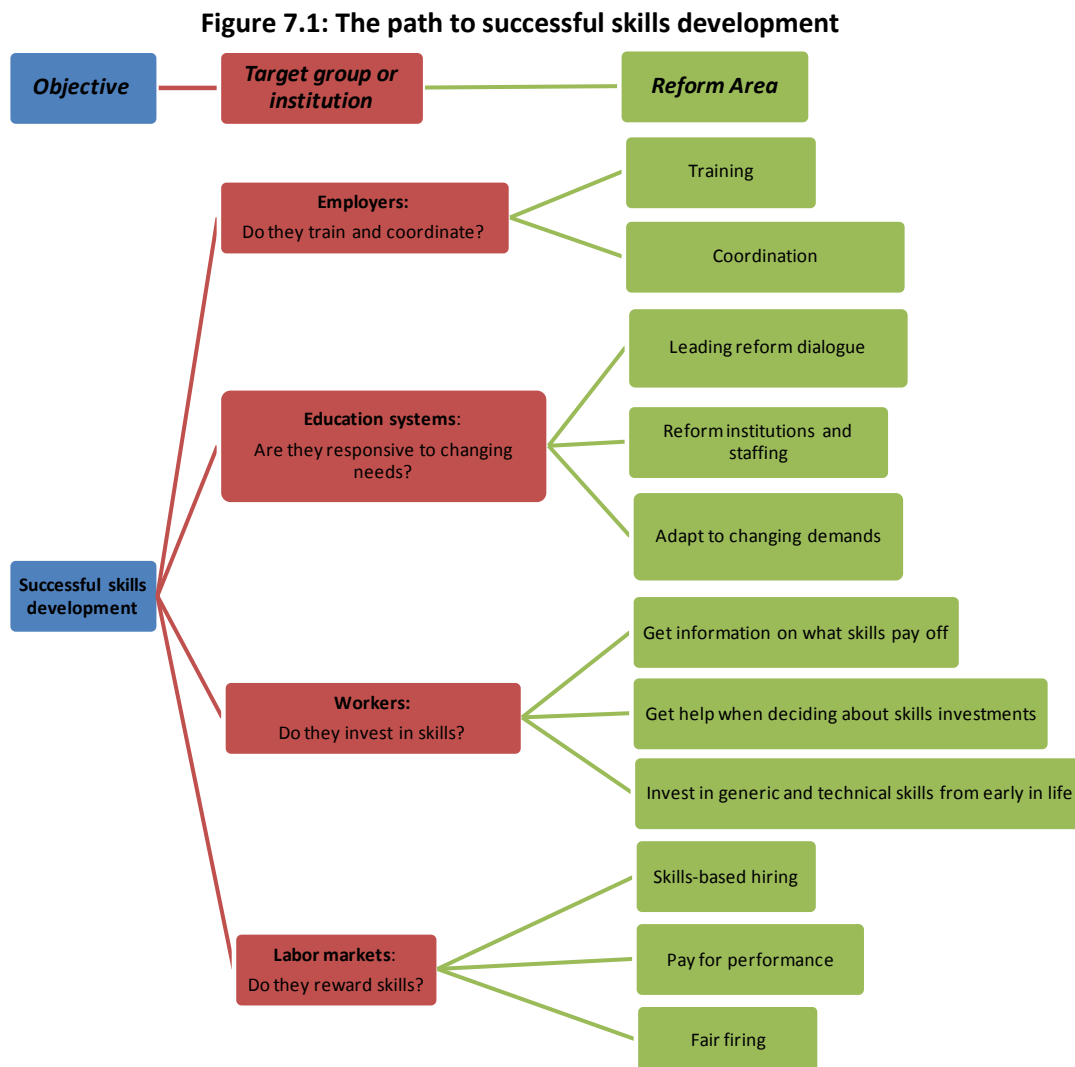 Figure 7.1: The path to successful skills development
Objective
Target group or
institution
Reform Area
Employers:
Do they train and coordinate?
Training
Coordination
Education systems:
Are they responsive to changing
needs?
Leading reform dialogue
Reform institutions and
staffing
Adapt to changing demands
Successful skills
development
Workers:
Do they invest in skills?
Get information on what skills pay off
Get help when deciding about skills investments
Invest in generic and technical skills from early in life
Labor markets:
Do they reward skills?
Skills-based hiring
Pay for performance
Fair firing